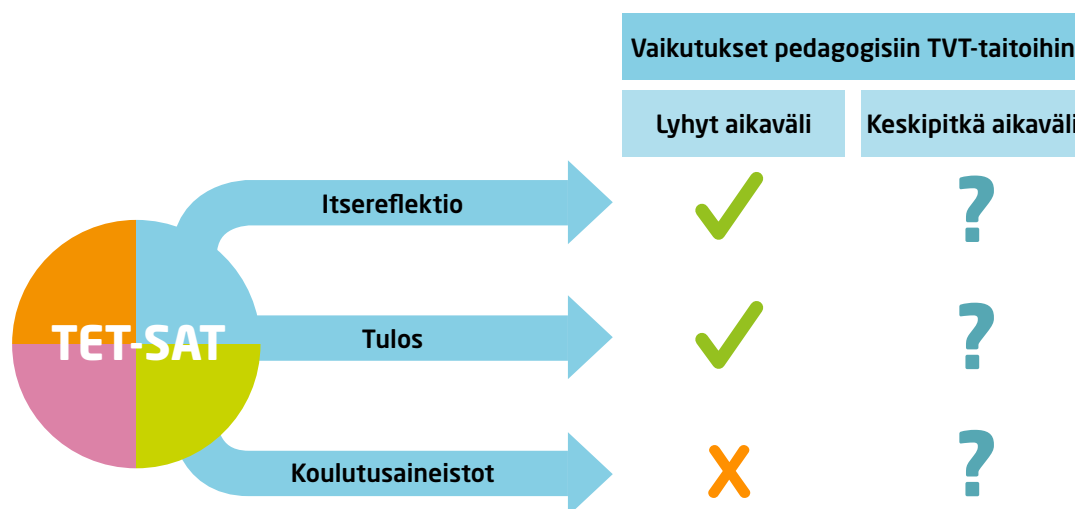 Vaikutukset pedagogisiin TVT-taitoihin
Lyhyt aikaväli
Keskipitkä aikaväli
Itsereflektio
?
TET-SAT
Tulos
?
Koulutusaineistot
X
?